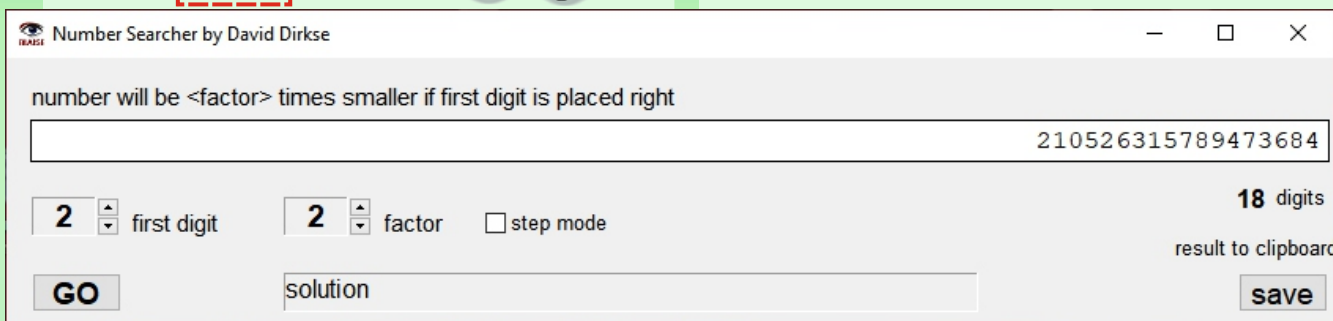 Number Searcher by David Dirkse
number will be <factor> times smaller if first digit is placed right
210526315789473684
2 first digit 2 factor step mode 18 digits
result to clipboard
GO solution save